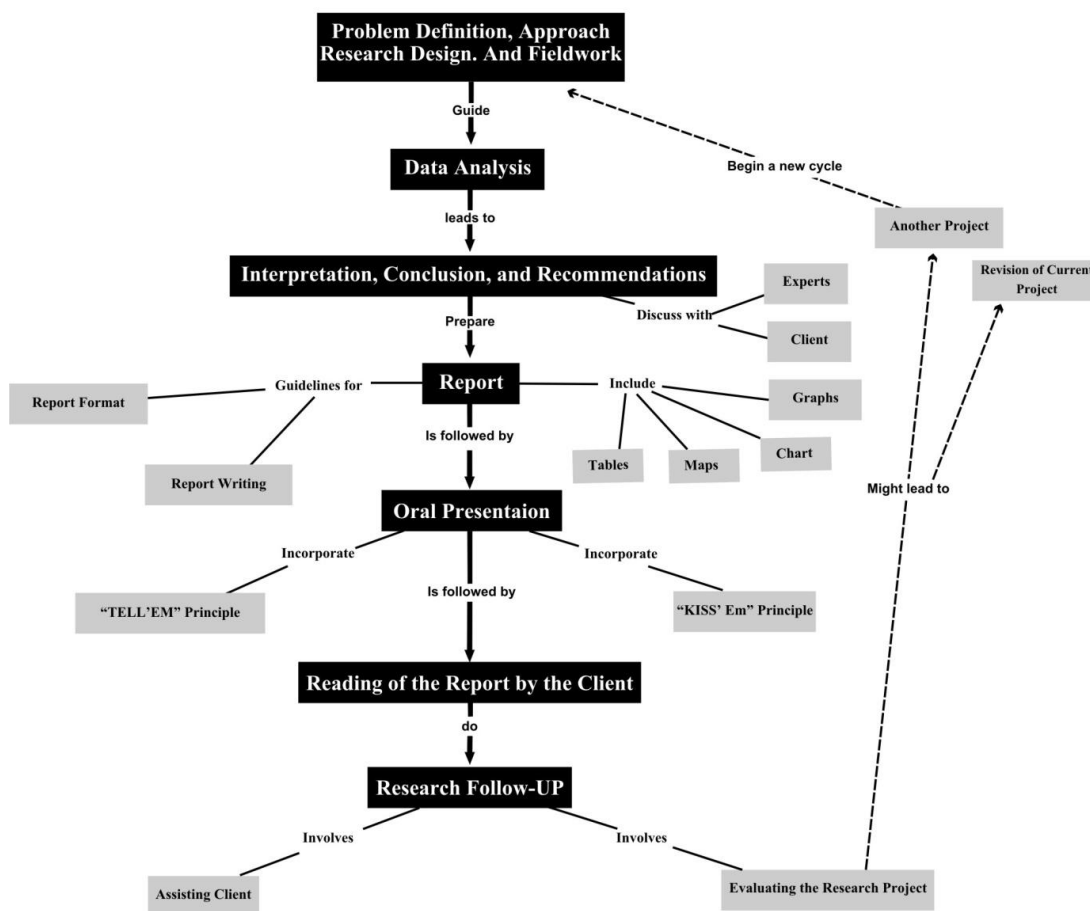 Problem Definition, Approach
Research Design. And Fieldwork
Guide
Data Analysis
Begin a new cycle
leads to
Another Project
Interpretation, Conclusion, and Recommendations
Experts
Revision of Current
Project
Discuss with
Prepare
Client
Report Format
Guidelines for
Report
Include
Graphs
Is followed by
Report Writing
Tables
Maps
Chart
Might lead to
Oral Presentaion
Incorporate
Incorporate
“TELL’EM” Principle
Is followed by
“KISS’ Em” Principle
Reading of the Report by the Client
do
Research Follow-UP
Involves
Involves
Assisting Client
Evaluating the Research Project